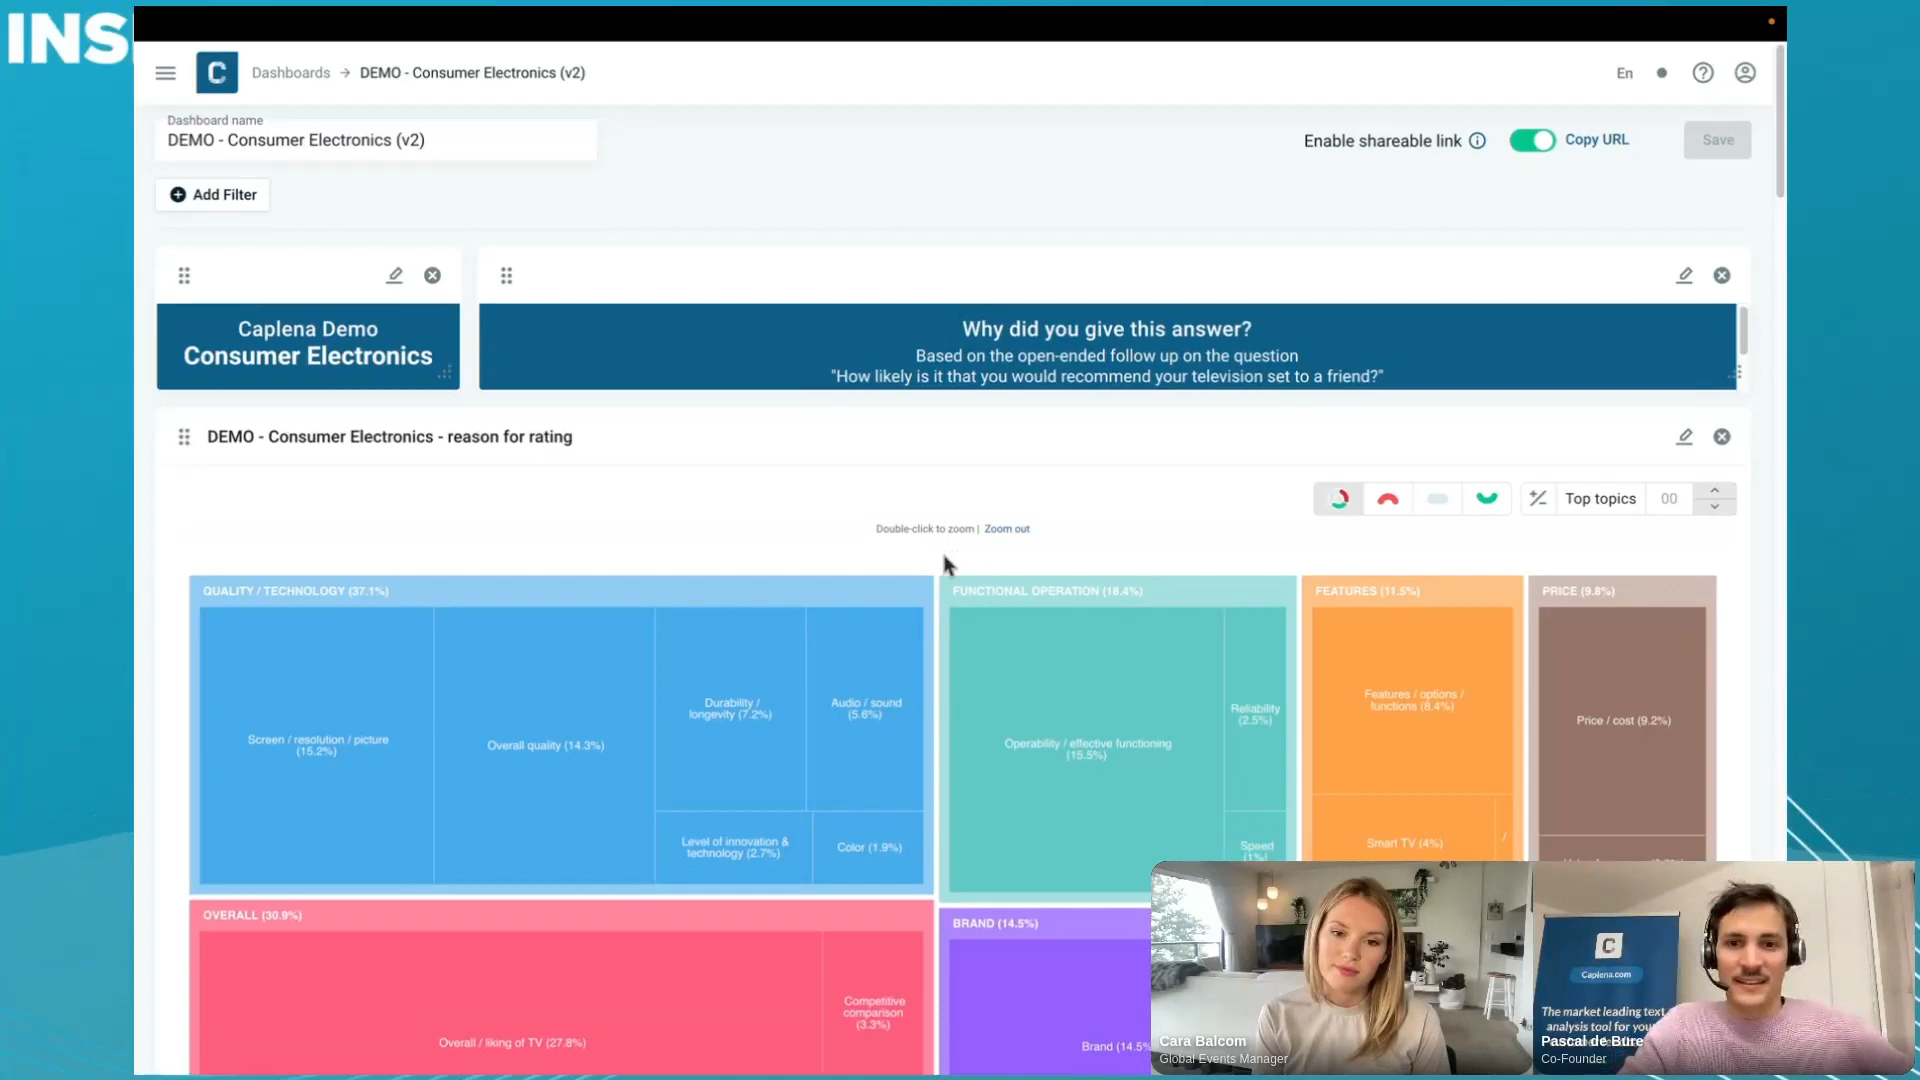 INS
C
Dashboards → DEMO - Consumer Electronics (v2)
En
Dashboard name
DEMO - Consumer Electronics (v2)
Enable shareable link
Copy URL
Save
Add Filter
Caplena Demo
Consumer Electronics
Why did you give this answer?
Based on the open-ended follow up on the question
"How likely is it that you would recommend your television set to a friend?"
DEMO - Consumer Electronics - reason for rating
Top topics
00
Double-click to zoom | Zoom out
QUALITY / TECHNOLOGY (37.1%)
Screen / resolution / picture
(15.2%)
Overall quality (14.3%)
Durability /
longevity (7.2%)
Audio / sound
(5.6%)
Level of innovation &
technology (2.7%)
Color (1.9%)
FUNCTIONAL OPERATION (18.4%)
Operability / effective functioning
(15.5%)
Reliability
(2.5%)
Speed
(1%)
FEATURES (11.5%)
Features / options /
functions (8.4%)
Smart TV (4%)
/
PRICE (9.8%)
Price / cost (9.2%)
OVERALL (30.9%)
Overall / liking of TV (27.8%)
Competitive
comparison
(3.3%)
BRAND (14.5%)
Brand (14.5%
Cara Balcom
Global Events Manager
C
Caplena.com
The market leading text
analysis tool for you
Pascal de Bure
Co-Founder